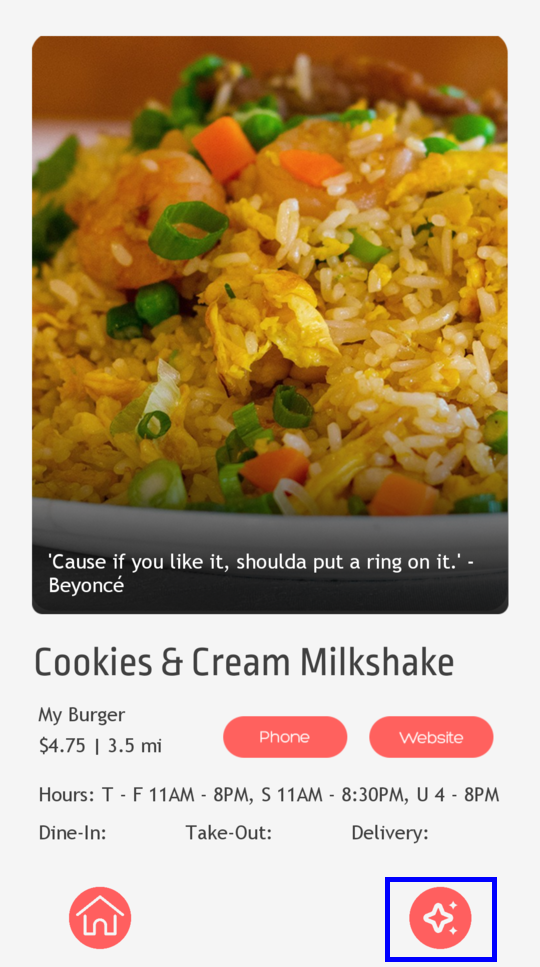 'Cause if you like it, shoulda put a ring on it.' -
Beyoncé
Cookies & Cream Milkshake
My Burger
$4.75 | 3.5 mi
Phone
Website
Hours: T - F 11AM - 8PM, S 11AM - 8:30PM, U 4 - 8PM
Dine-In: Take-Out: Delivery: